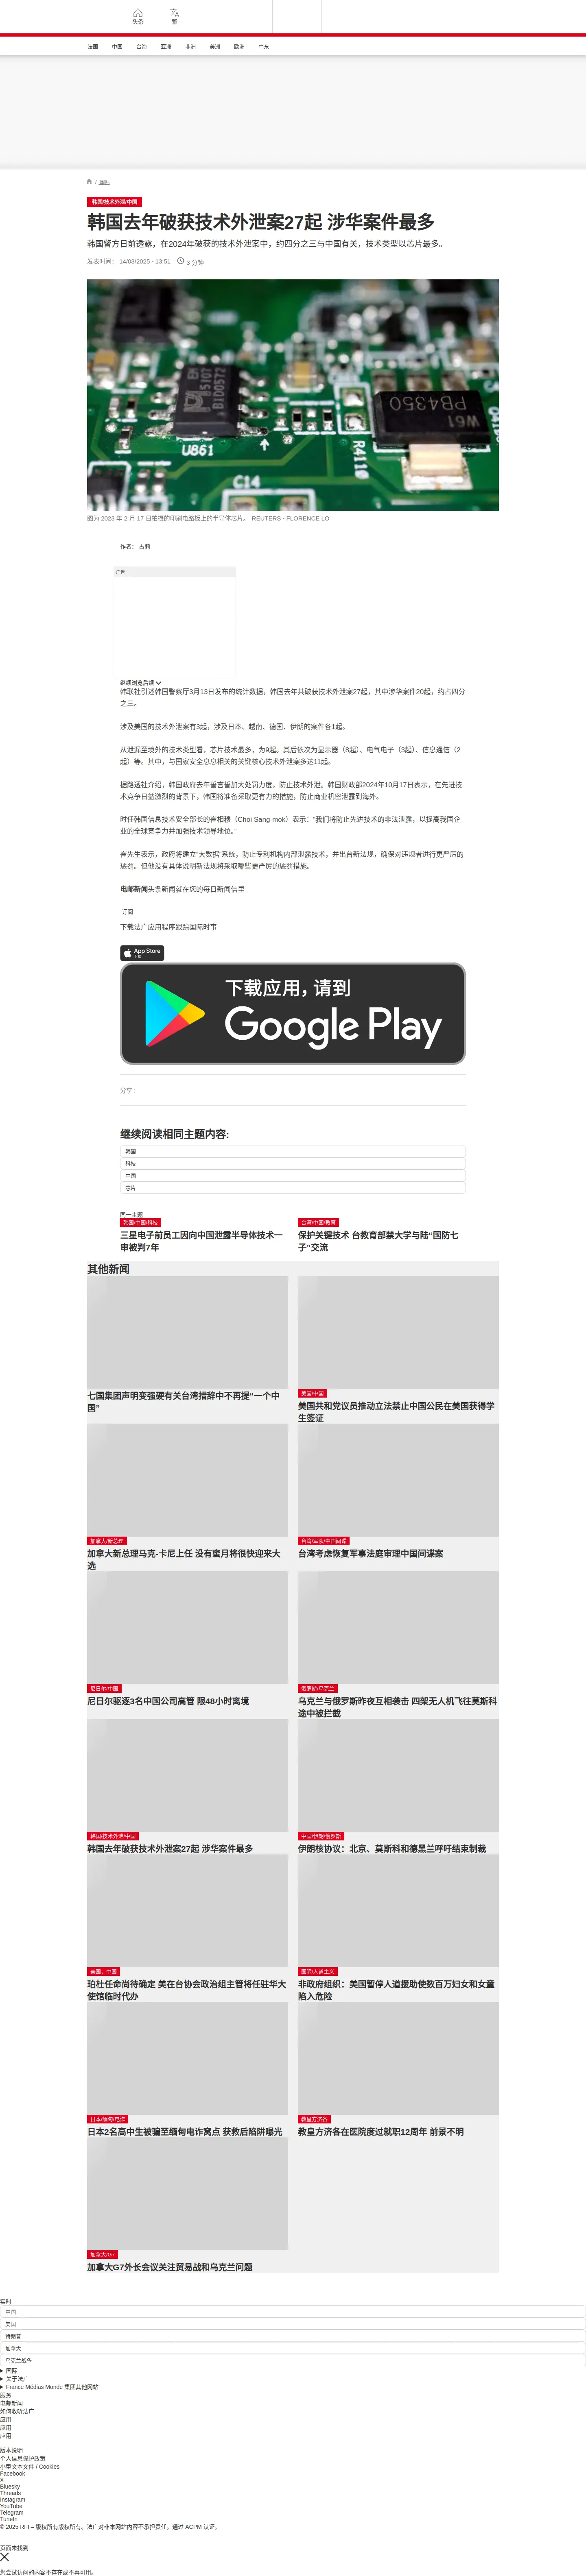 头条
繁
法国
中国
台海
亚洲
非洲
美洲
欧洲
中东
/ 国际
韩国/技术外泄/中国
韩国去年破获技术外泄案27起 涉华案件最多
韩国警方日前透露，在2024年破获的技术外泄案中，约四分之三与中国有关，技术类型以芯片最多。
发表时间： 14/03/2025 - 13:51
3 分钟
U861
R4110
PB4350
W61
图为 2023 年 2 月 17 日拍摄的印刷电路板上的半导体芯片。 REUTERS - FLORENCE LO
作者： 古莉
广告
继续浏览后续
韩联社引述韩国警察厅3月13日发布的统计数据，韩国去年共破获技术外泄案27起，其中涉华案件20起，约占四分
之三。
涉及美国的技术外泄案有3起，涉及日本、越南、德国、伊朗的案件各1起。
从泄漏至境外的技术类型看，芯片技术最多，为9起。其后依次为显示器（8起）、电气电子（3起）、信息通信（2
起）等。其中，与国家安全息息相关的关键核心技术外泄案多达11起。
据路透社介绍，韩国政府去年誓言誓加大处罚力度，防止技术外泄。韩国财政部2024年10月17日表示，在先进技
术竞争日益激烈的背景下，韩国将准备采取更有力的措施，防止商业机密泄露到海外。
时任韩国信息技术安全部长的崔相穆（Choi Sang-mok）表示：“我们将防止先进技术的非法泄露，以提高我国企
业的全球竞争力并加强技术领导地位。”
崔先生表示，政府将建立“大数据”系统，防止专利机构内部泄露技术，并出台新法规，确保对违规者进行更严厉的
惩罚。但他没有具体说明新法规将采取哪些更严厉的惩罚措施。
电邮新闻头条新闻就在您的每日新闻信里
订阅
下载法广应用程序跟踪国际时事
App Store
下载
下载应用，请到
Google Play
分享 :
继续阅读相同主题内容:
韩国
科技
中国
芯片
同一主题
韩国/中国/科技
三星电子前员工因向中国泄露半导体技术一
审被判7年
台湾/中国/教育
保护关键技术 台教育部禁大学与陆“国防七
子”交流
其他新闻
七国集团声明变强硬有关台湾措辞中不再提“一个中
国”
美国/中国
美国共和党议员推动立法禁止中国公民在美国获得学
生签证
加拿大/新总理
加拿大新总理马克-卡尼上任 没有蜜月将很快迎来大
选
台湾/军队/中国间谍
台湾考虑恢复军事法庭审理中国间谍案
尼日尔/中国
尼日尔驱逐3名中国公司高管 限48小时离境
俄罗斯/乌克兰
乌克兰与俄罗斯昨夜互相袭击 四架无人机飞往莫斯科
途中被拦截
韩国/技术外泄/中国
韩国去年破获技术外泄案27起 涉华案件最多
中国/伊朗/俄罗斯
伊朗核协议：北京、莫斯科和德黑兰呼吁结束制裁
美国、中国
珀杜任命尚待确定 美在台协会政治组主管将任驻华大
使馆临时代办
国际/人道主义
非政府组织：美国暂停人道援助使数百万妇女和女童
陷入危险
日本/缅甸/电诈
日本2名高中生被骗至缅甸电诈窝点 获救后陷阱曝光
教皇方济各
教皇方济各在医院度过就职12周年 前景不明
加拿大/G7
加拿大G7外长会议关注贸易战和乌克兰问题
实时
中国
美国
特朗普
加拿大
乌克兰战争
国际
关于法广
France Médias Monde 集团其他网站
服务
电邮新闻
如何收听法广
应用
应用
应用
版本说明
个人信息保护政策
小型文本文件 / Cookies
Facebook
X
Bluesky
Threads
Instagram
YouTube
Telegram
TuneIn
© 2025 RFI – 版权所有版权所有。法广对非本网站内容不承担责任。通过 ACPM 认证。
页面未找到
您尝试访问的内容不存在或不再可用。